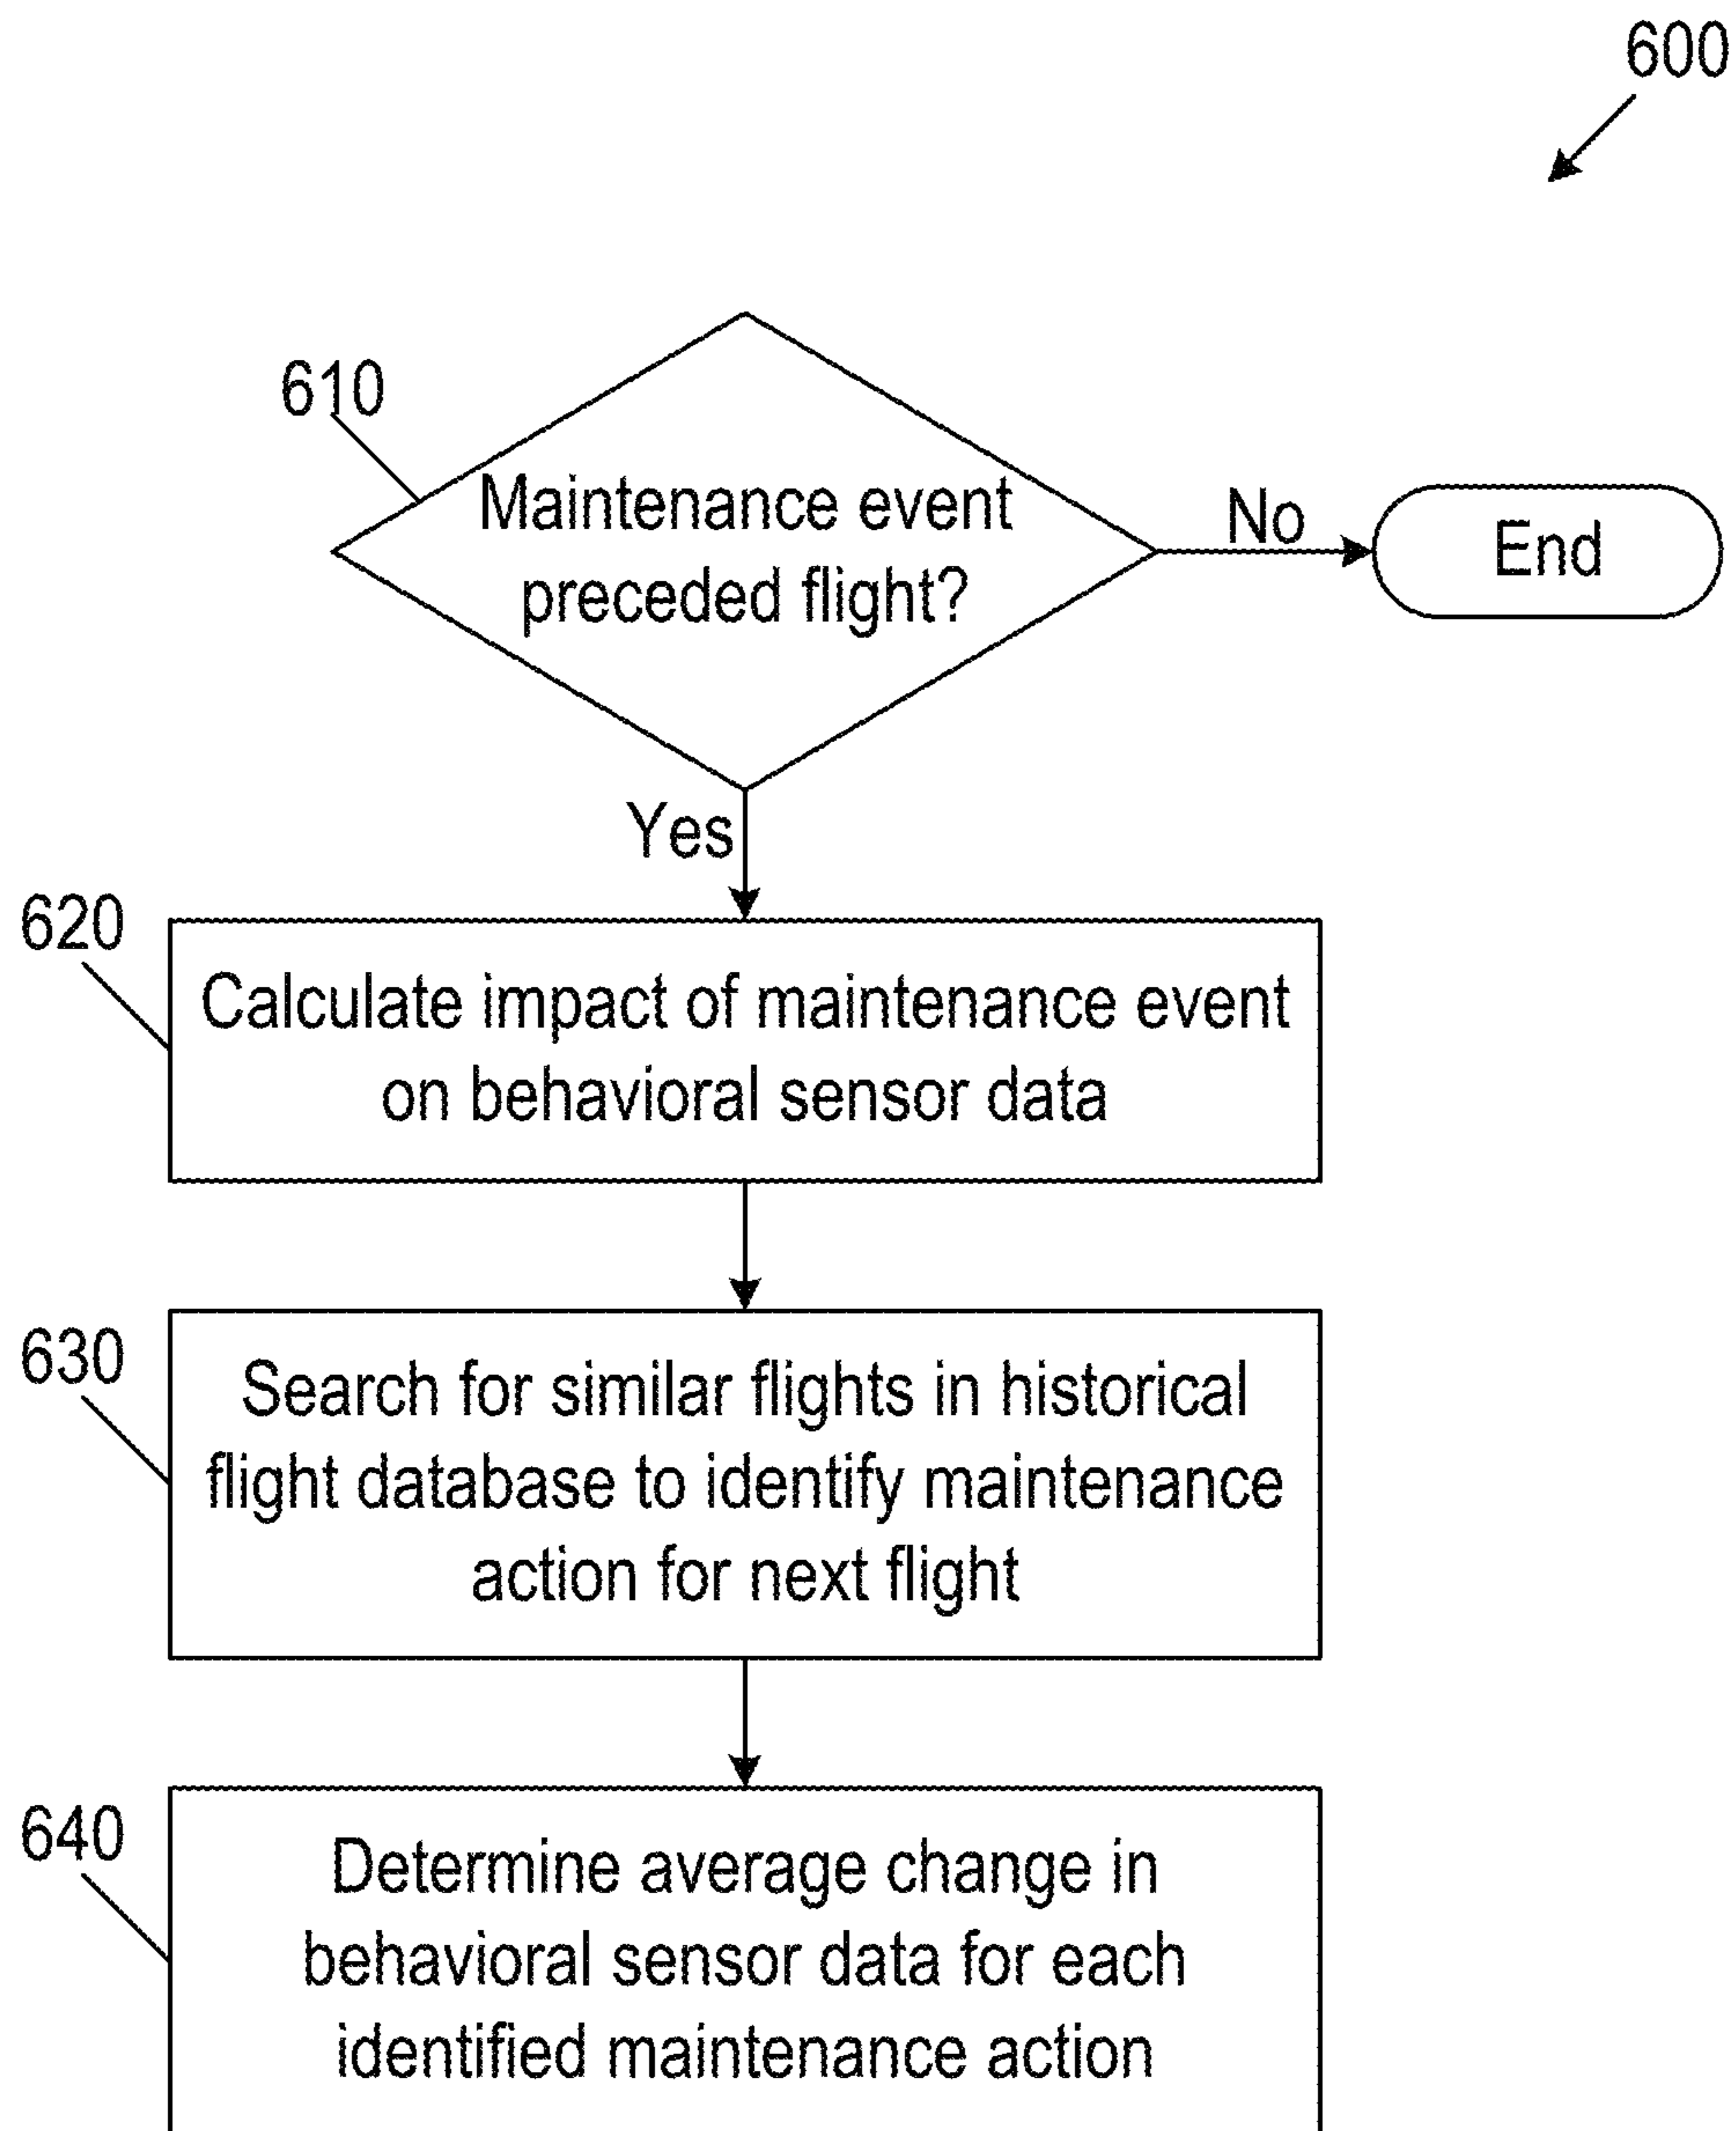 600
610
Maintenance event
preceded flight?
No
End
Yes
620
Calculate impact of maintenance event
on behavioral sensor data
630
Search for similar flights in historical
flight database to identify maintenance
action for next flight
640
Determine average change in
behavioral sensor data for each
identified maintenance action